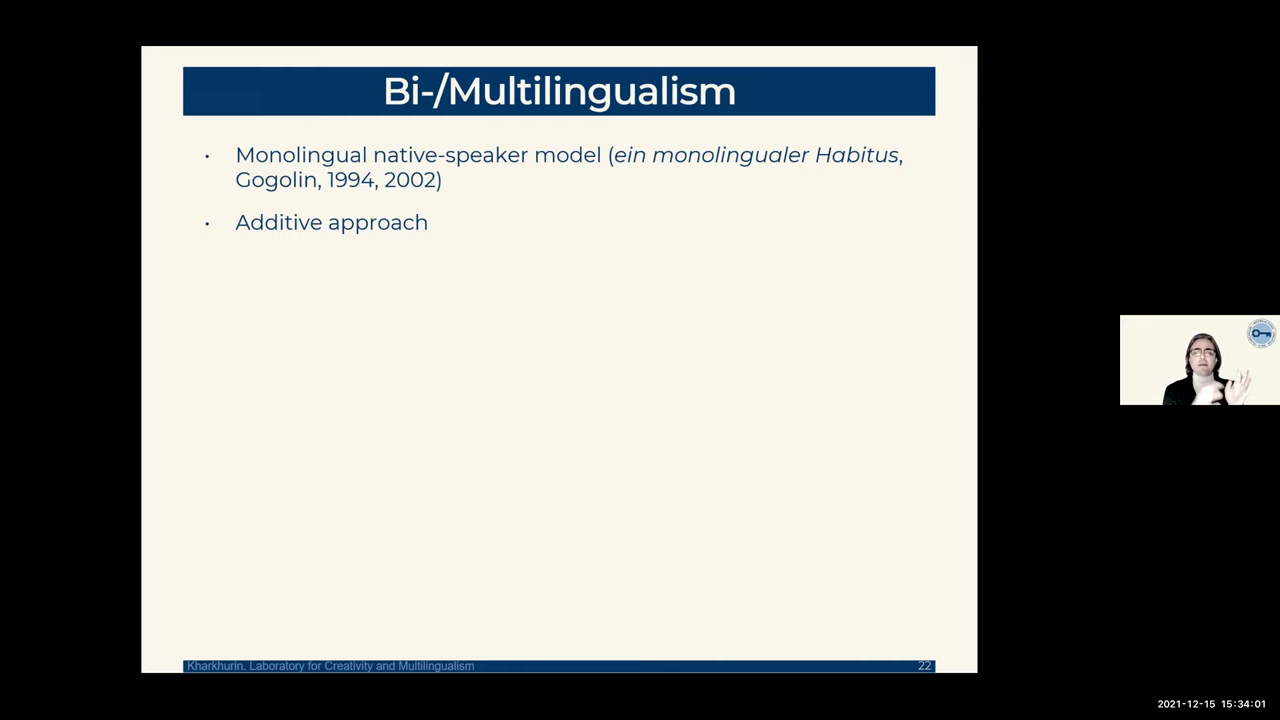 Bi-/Multilingualism
• Monolingual native-speaker model (ein monolingualer Habitus,
Gogolin, 1994, 2002)
• Additive approach
Kharkhurin. Laboratory for Creativity and Multilingualism
22
2021-12-15 15:34:01